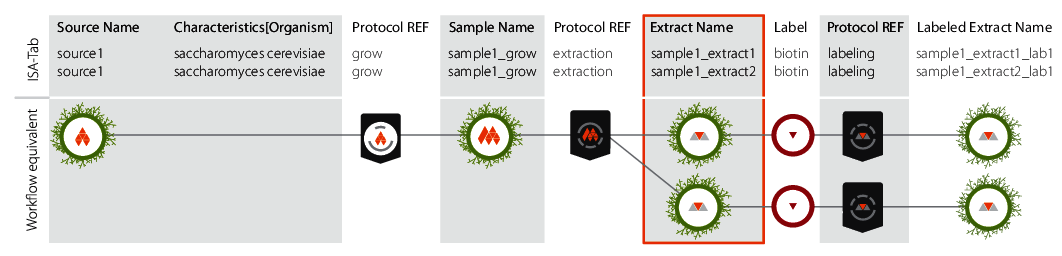 Source Name Characteristics[Organism] Protocol REF Sample Name Protocol REF Extract Name Label Protocol REF Labeled Extract Name
ISA-Tab
source1 saccharomyces cerevisiae grow sample1_grow extraction sample1_extract1 biotin labeling sample1_extract1_lab1
source1 saccharomyces cerevisiae grow sample1_grow extraction sample1_extract2 biotin labeling sample1_extract2_lab1
Workflow equivalent